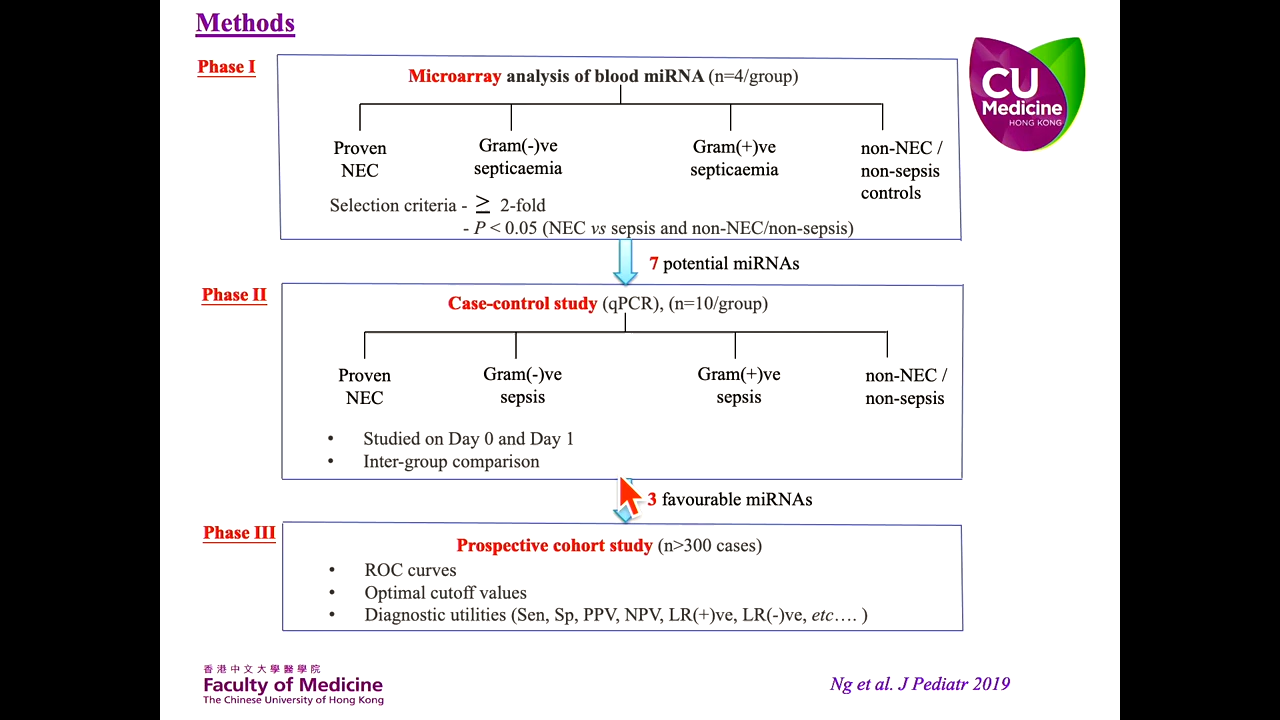 Methods
Phase I
Microarray analysis of blood miRNA (n=4/group)
CU
Medicine
HONG KONG
Proven
NEC
Gram(-)ve
septicaemia
Gram(+)ve
septicaemia
non-NEC /
non-sepsis
controls
Selection criteria - ≥ 2-fold
- P < 0.05 (NEC vs sepsis and non-NEC/non-sepsis)
7 potential miRNAs
Phase II
Case-control study (qPCR), (n=10/group)
Proven
NEC
Gram(-)ve
sepsis
Gram(+)ve
sepsis
non-NEC /
non-sepsis
• Studied on Day 0 and Day 1
• Inter-group comparison
3 favourable miRNAs
Phase III
Prospective cohort study (n>300 cases)
• ROC curves
• Optimal cutoff values
• Diagnostic utilities (Sen, Sp, PPV, NPV, LR(+)ve, LR(-)ve, etc…. )
香港中文大學醫學院
Faculty of Medicine
The Chinese University of Hong Kong
Ng et al. J Pediatr 2019